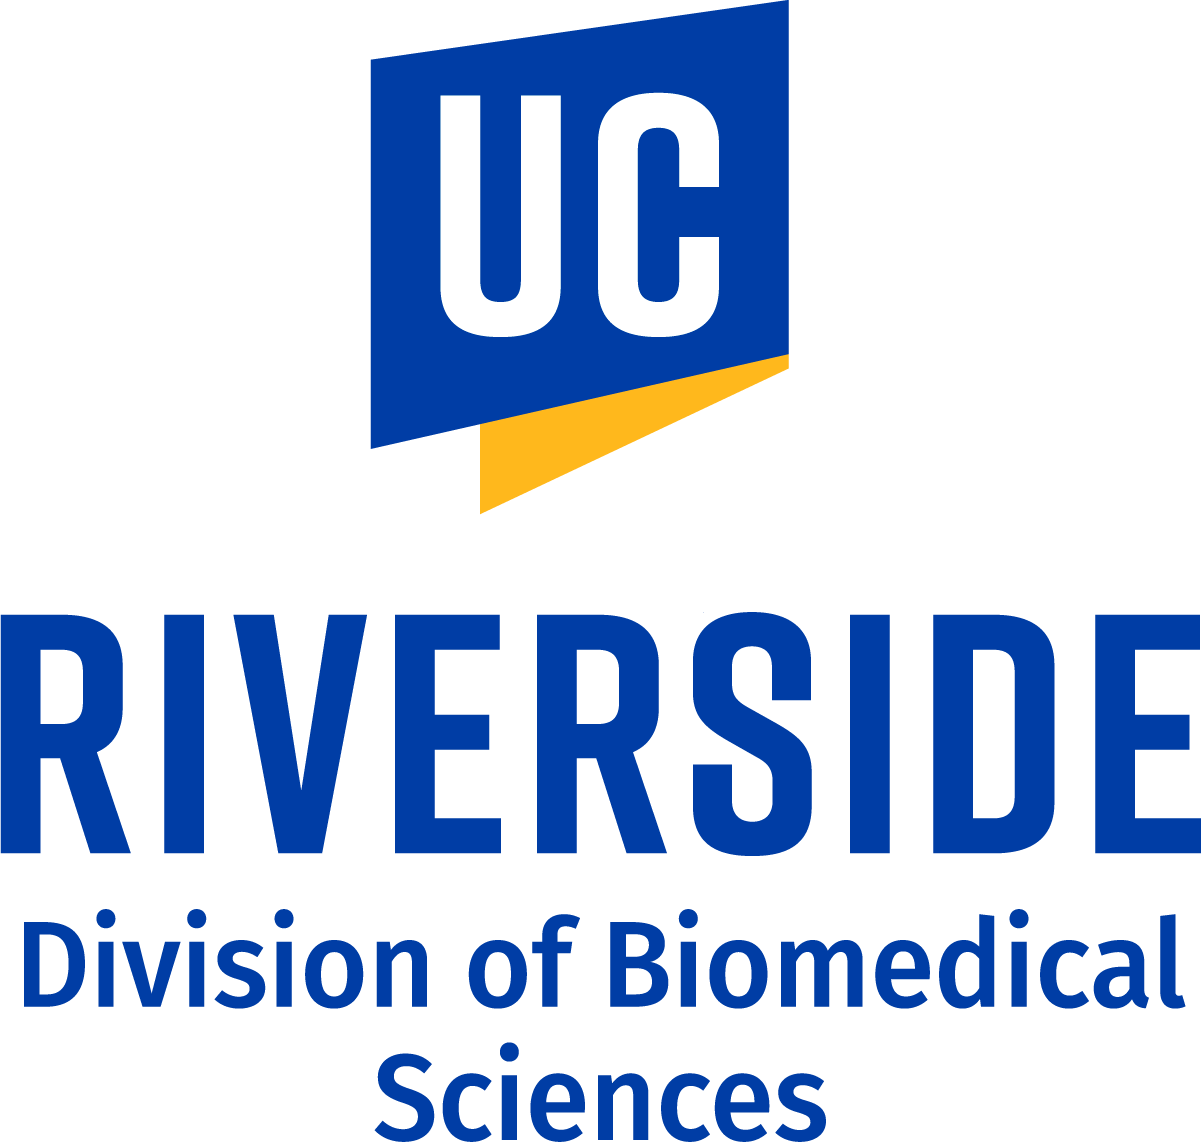 UC
RIVERSIDE
Division of Biomedical
Sciences